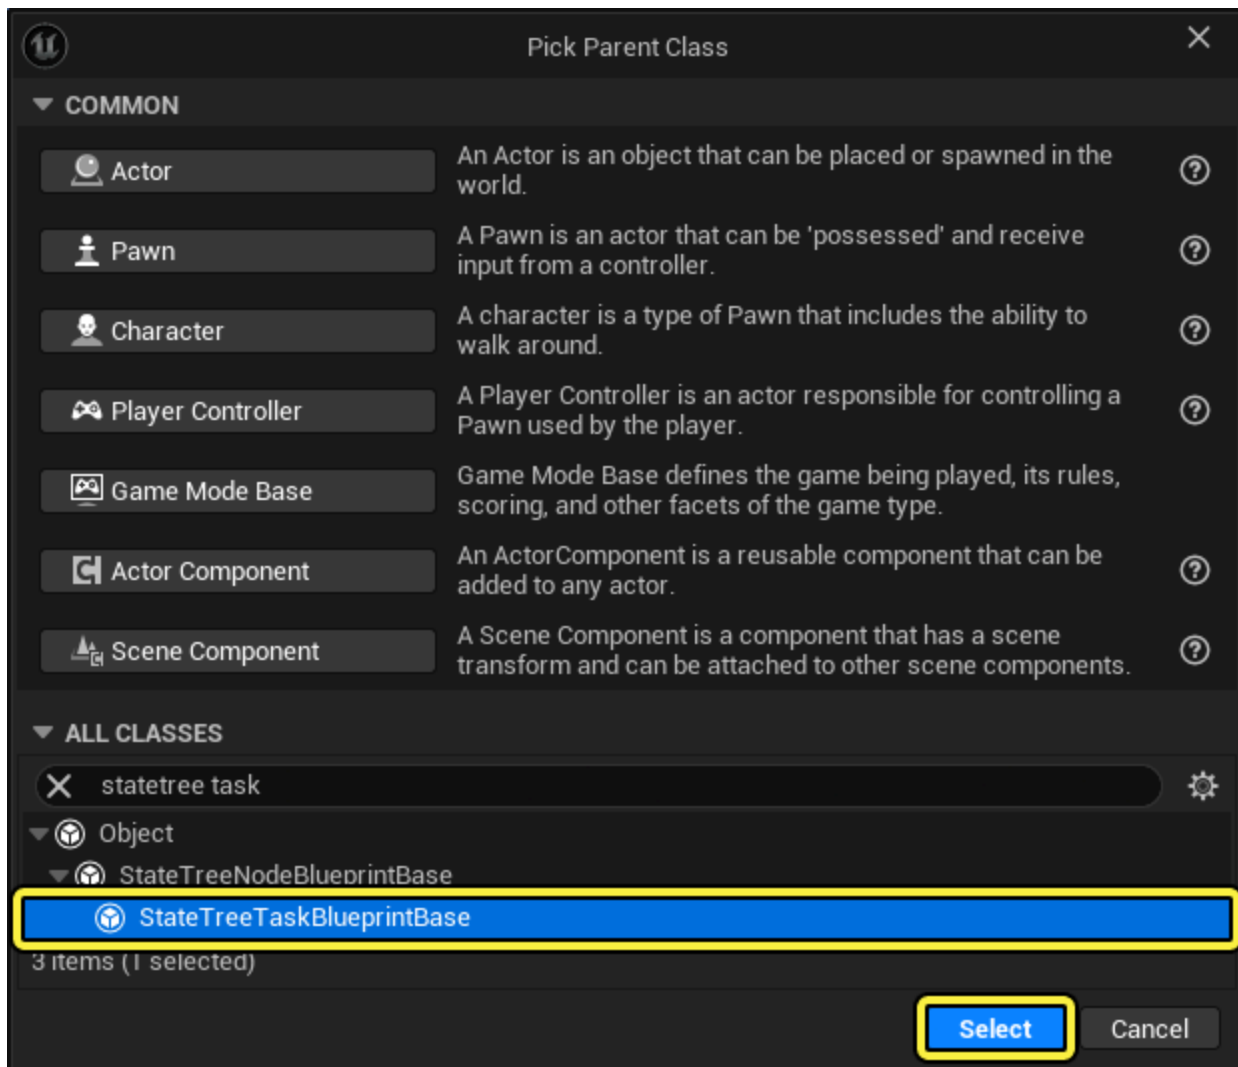 Pick Parent Class
COMMON
Actor
An Actor is an object that can be placed or spawned in the
world.
Pawn
A Pawn is an actor that can be 'possessed' and receive
input from a controller.
Character
A character is a type of Pawn that includes the ability to
walk around.
Player Controller
A Player Controller is an actor responsible for controlling a
Pawn used by the player.
Game Mode Base
Game Mode Base defines the game being played, its rules,
scoring, and other facets of the game type.
Actor Component
An ActorComponent is a reusable component that can be
added to any actor.
Scene Component
A Scene Component is a component that has a scene
transform and can be attached to other scene components.
ALL CLASSES
statetree task
Object
StateTreeNodeBlueprintBase
StateTreeTaskBlueprintBase
3 items (1 selected)
Select
Cancel